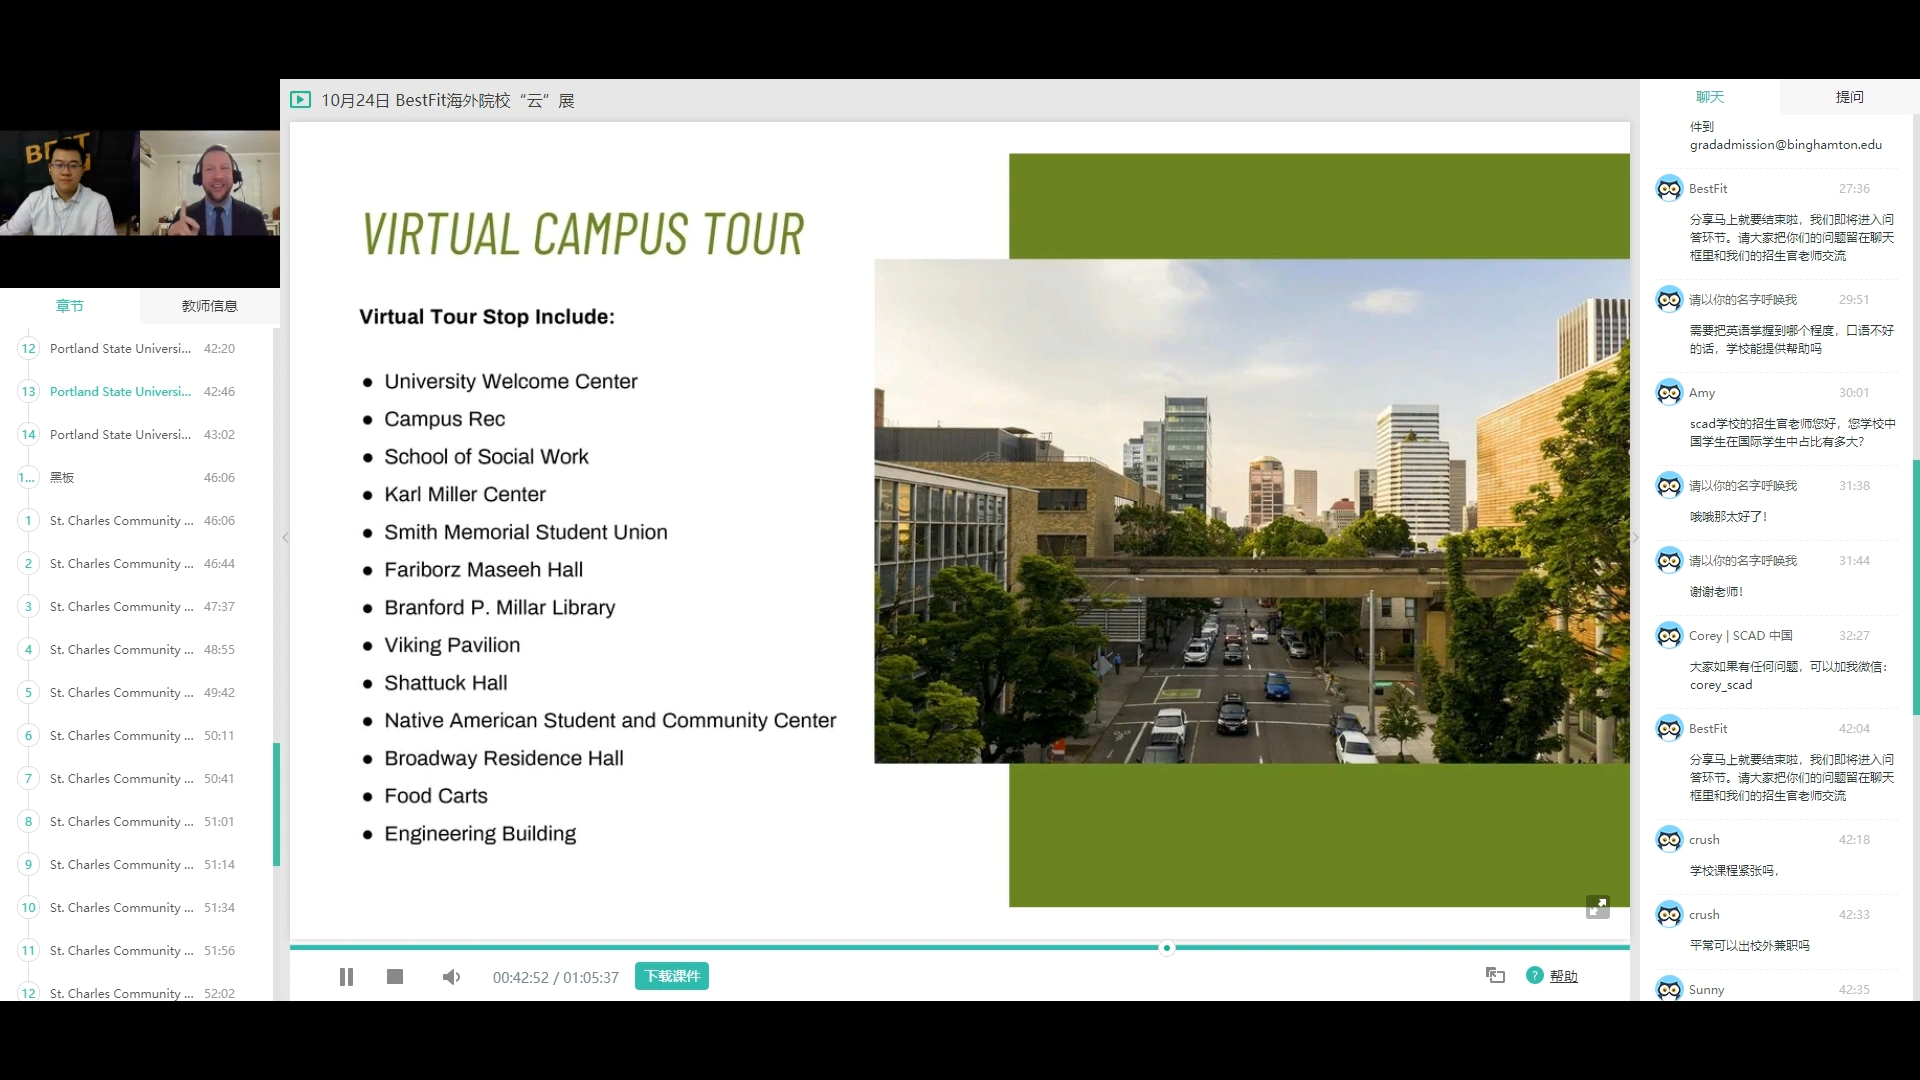 10月24日 BestFit海外院校“云”展
章节
教师信息
12 Portland State Universi... 42:20
13 Portland State Universi... 42:46
14 Portland State Universi... 43:02
1... 黑板 46:06
1 St. Charles Community ... 46:06
2 St. Charles Community ... 46:44
3 St. Charles Community ... 47:37
4 St. Charles Community ... 48:55
5 St. Charles Community ... 49:42
6 St. Charles Community ... 50:11
7 St. Charles Community ... 50:41
8 St. Charles Community ... 51:01
9 St. Charles Community ... 51:14
10 St. Charles Community ... 51:34
11 St. Charles Community ... 51:56
12 St. Charles Community ... 52:02
VIRTUAL CAMPUS TOUR
Virtual Tour Stop Include:
● University Welcome Center
● Campus Rec
● School of Social Work
● Karl Miller Center
● Smith Memorial Student Union
● Fariborz Maseeh Hall
● Branford P. Millar Library
● Viking Pavilion
● Shattuck Hall
● Native American Student and Community Center
● Broadway Residence Hall
● Food Carts
● Engineering Building
00:42:52 / 01:05:37
下载课件
? 帮助
聊天
提问
件到
gradadmission@binghamton.edu
BestFit 27:36
分享马上就要结束啦，我们即将进入问
答环节。请大家把你们的问题留在聊天
框里和我们的招生官老师交流
请以你的名字呼唤我 29:51
需要把英语掌握到哪个程度，口语不好
的话，学校能提供帮助吗
Amy 30:01
scad学校的招生官老师您好，您学校中
国学生在国际学生中占比有多大?
请以你的名字呼唤我 31:38
哦哦那太好了!
请以你的名字呼唤我 31:44
谢谢老师!
Corey | SCAD 中国 32:27
大家如果有任何问题，可以加我微信:
corey_scad
BestFit 42:04
分享马上就要结束啦，我们即将进入问
答环节。请大家把你们的问题留在聊天
框里和我们的招生官老师交流
crush 42:18
学校课程紧张吗,
crush 42:33
平常可以出校外兼职吗
Sunny 42:35